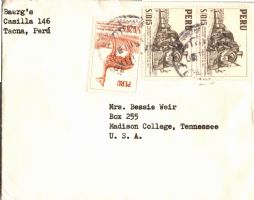 Baerg's
Casilla 146
Tacna, Perú
PERU
PERU
PERU
Mrs. Bessie Weir
Box 255
Madison College, Tennessee
U. S. A.